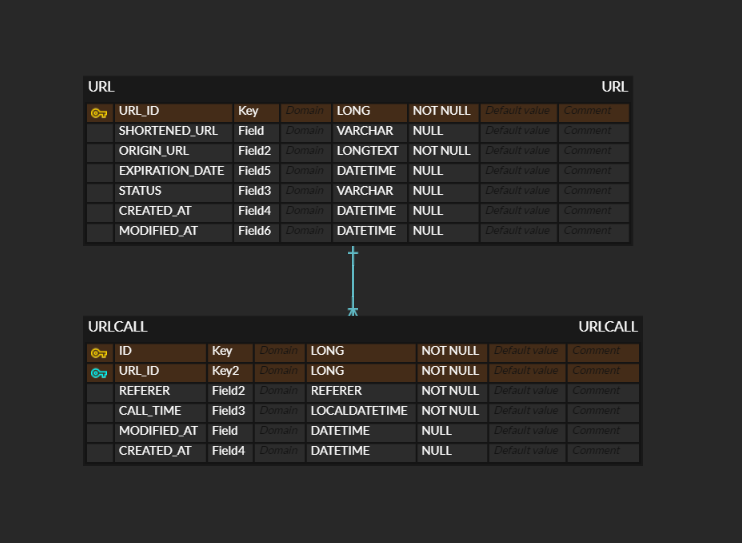 URL URL
URL_ID Key Domain LONG NOT NULL Default value Comment
SHORTENED_URL Field Domain VARCHAR NULL Default value Comment
ORIGIN_URL Field2 Domain LONGTEXT NOT NULL Default value Comment
EXPIRATION_DATE Field5 Domain DATETIME NULL Default value Comment
STATUS Field3 Domain VARCHAR NULL Default value Comment
CREATED_AT Field4 Domain DATETIME NULL Default value Comment
MODIFIED_AT Field6 Domain DATETIME NULL Default value Comment
URLCALL URLCALL
ID Key Domain LONG NOT NULL Default value Comment
URL_ID Key2 Domain LONG NOT NULL Default value Comment
REFERER Field2 Domain REFERER NOT NULL Default value Comment
CALL_TIME Field3 Domain LOCALDATETIME NOT NULL Default value Comment
MODIFIED_AT Field Domain DATETIME NULL Default value Comment
CREATED_AT Field4 Domain DATETIME NULL Default value Comment